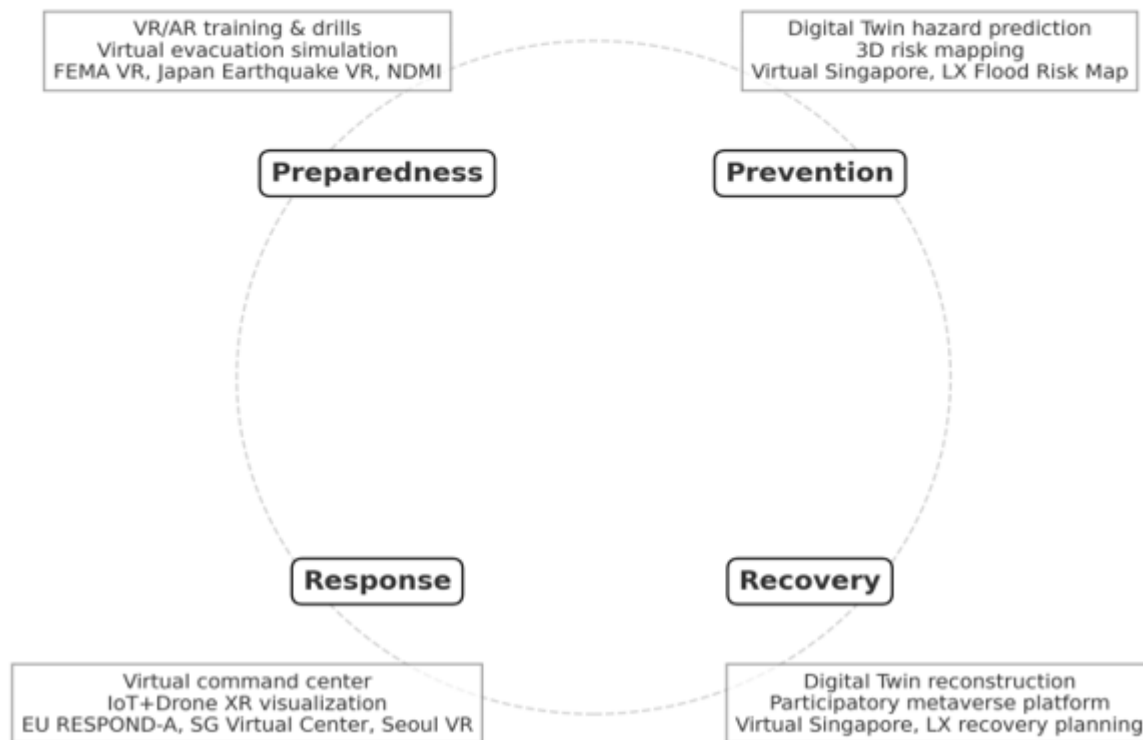 VR/AR training & drills
Virtual evacuation simulation
FEMA VR, Japan Earthquake VR, NDMI
Digital Twin hazard prediction
3D risk mapping
Virtual Singapore, LX Flood Risk Map
Preparedness
Prevention
Response
Recovery
Virtual command center
IoT+Drone XR visualization
EU RESPOND-A, SG Virtual Center, Seoul VR
Digital Twin reconstruction
Participatory metaverse platform
Virtual Singapore, LX recovery planning